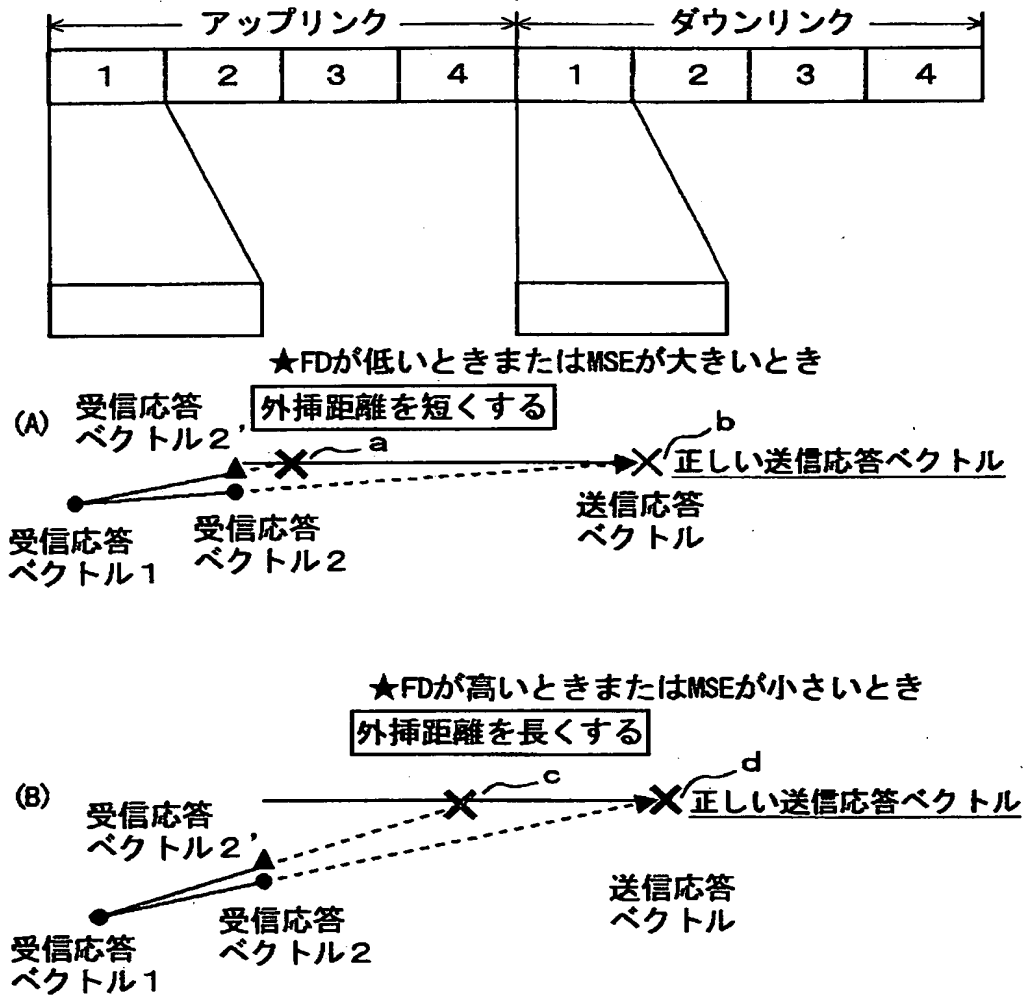 アップリンク ダウンリンク
1 2 3 4 1 2 3 4
★FDが低いときまたはMSEが大きいとき
外挿距離を短くする
(A)
受信応答
ベクトル2'
a
b
正しい送信応答ベクトル
送信応答
ベクトル
受信応答
ベクトル1
受信応答
ベクトル2
★FDが高いときまたはMSEが小さいとき
外挿距離を長くする
(B)
受信応答
ベクトル2'
c
d
正しい送信応答ベクトル
送信応答
ベクトル
受信応答
ベクトル1
受信応答
ベクトル2